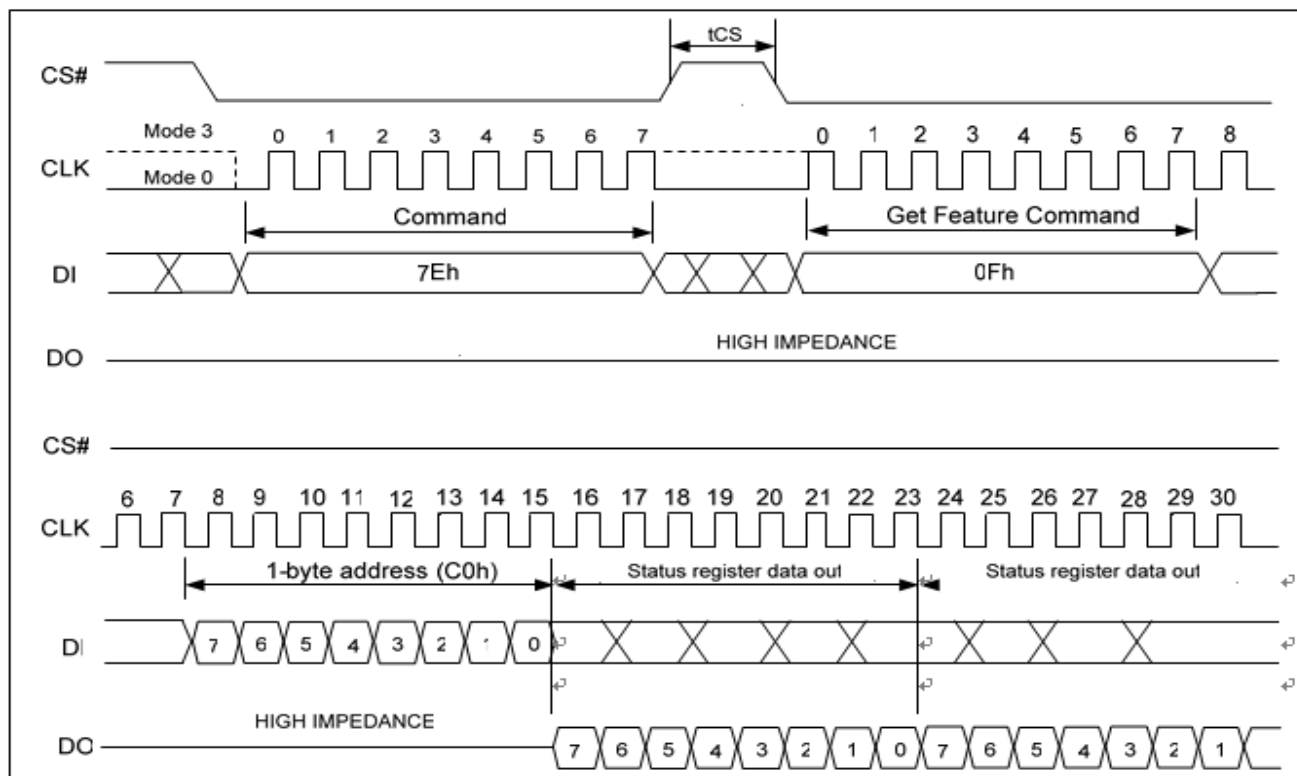 tCS
CS#
Mode 3
0 1 2 3 4 5 6 7 0 1 2 3 4 5 6 7 8
CLK
Mode 0
Command Get Feature Command
DI 7Eh 0Fh
HIGH IMPEDANCE
DO
CS#
6 7 8 9 10 11 12 13 14 15 16 17 18 19 20 21 22 23 24 25 26 27 28 29 30
CLK
1-byte address (C0h) Status register data out Status register data out
DI 7 6 5 4 3 2 1 0
HIGH IMPEDANCE
DO 7 6 5 4 3 2 1 0 7 6 5 4 3 2 1